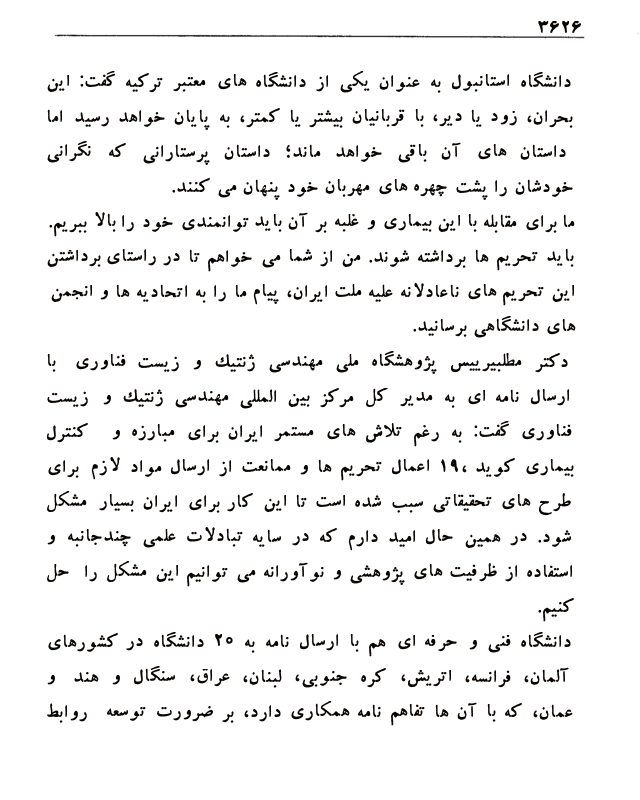 ۳۶۲۶
دانشگاه استانبول به عنوان یکی از دانشگاه های معتبر ترکیه گفت: این
بحران، زود یا دیر، با قربانیان بیشتر یا کمتر، به پایان خواهد رسید اما
داستان های آن باقی خواهد ماند؛ داستان پرستارانی که نگرانی
خودشان را پشت چهره های مهربان خود پنهان می کنند.
ما برای مقابله با این بیماری و غلبه بر آن باید توانمندی خود را بالا ببریم.
باید تحریم ها برداشته شوند. من از شما می خواهم تا در راستای برداشتن
این تحریم های ناعادلانه علیه ملت ایران، پیام ما را به اتحادیه ها و انجمن
های دانشگاهی برسانید.
دکتر مطلبیرییس پژوهشگاه ملی مهندسی ژنتیك و زیست فناوری با
ارسال نامه ای به مدیر کل مرکز بین المللی مهندسی ژنتیك و زیست
فناوری گفت: به رغم تلاش های مستمر ایران برای مبارزه و کنترل
بیماری کوید ،۱۹ اعمال تحریم ها و ممانعت از ارسال مواد لازم برای
طرح های تحقیقاتی سبب شده است تا این کار برای ایران بسیار مشکل
شود. در همین حال امید دارم که در سایه تبادلات علمی چندجانبه و
استفاده از ظرفیت های پژوهشی و نوآورانه می توانیم این مشکل را حل
کنیم.
دانشگاه فنی و حرفه ای هم با ارسال نامه به ۲۵ دانشگاه در کشورهای
آلمان، فرانسه، اتریش، کره جنوبی، لبنان، عراق، سنگال و هند و
عمان، که با آن ها تفاهم نامه همکاری دارد، بر ضرورت توسعه روابط